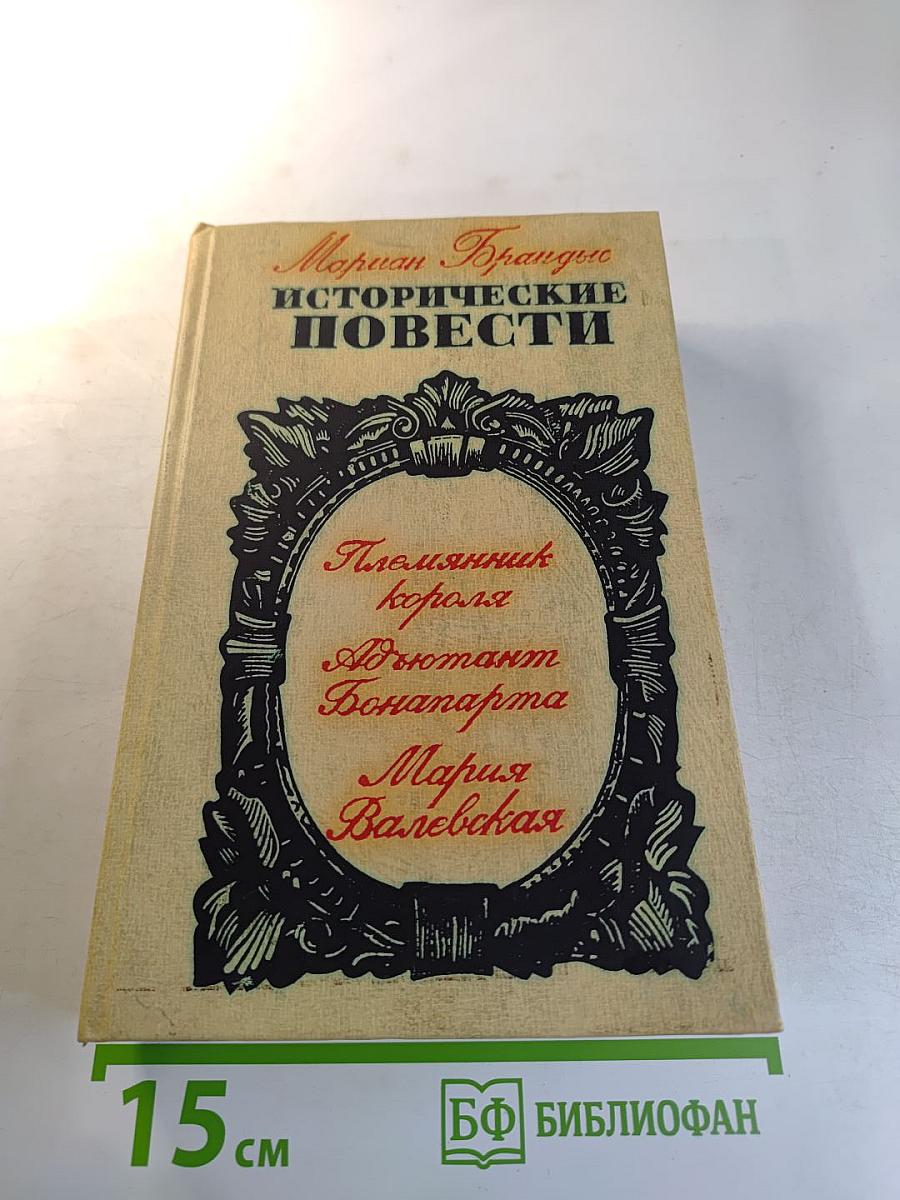 Мариан Брандыс
ИСТОРИЧЕСКИЕ
ПОВЕСТИ
Племянник
короля
Адъютант
Бонапарта
Мария
Валевская
15 см
БФ БИБЛИОФАН